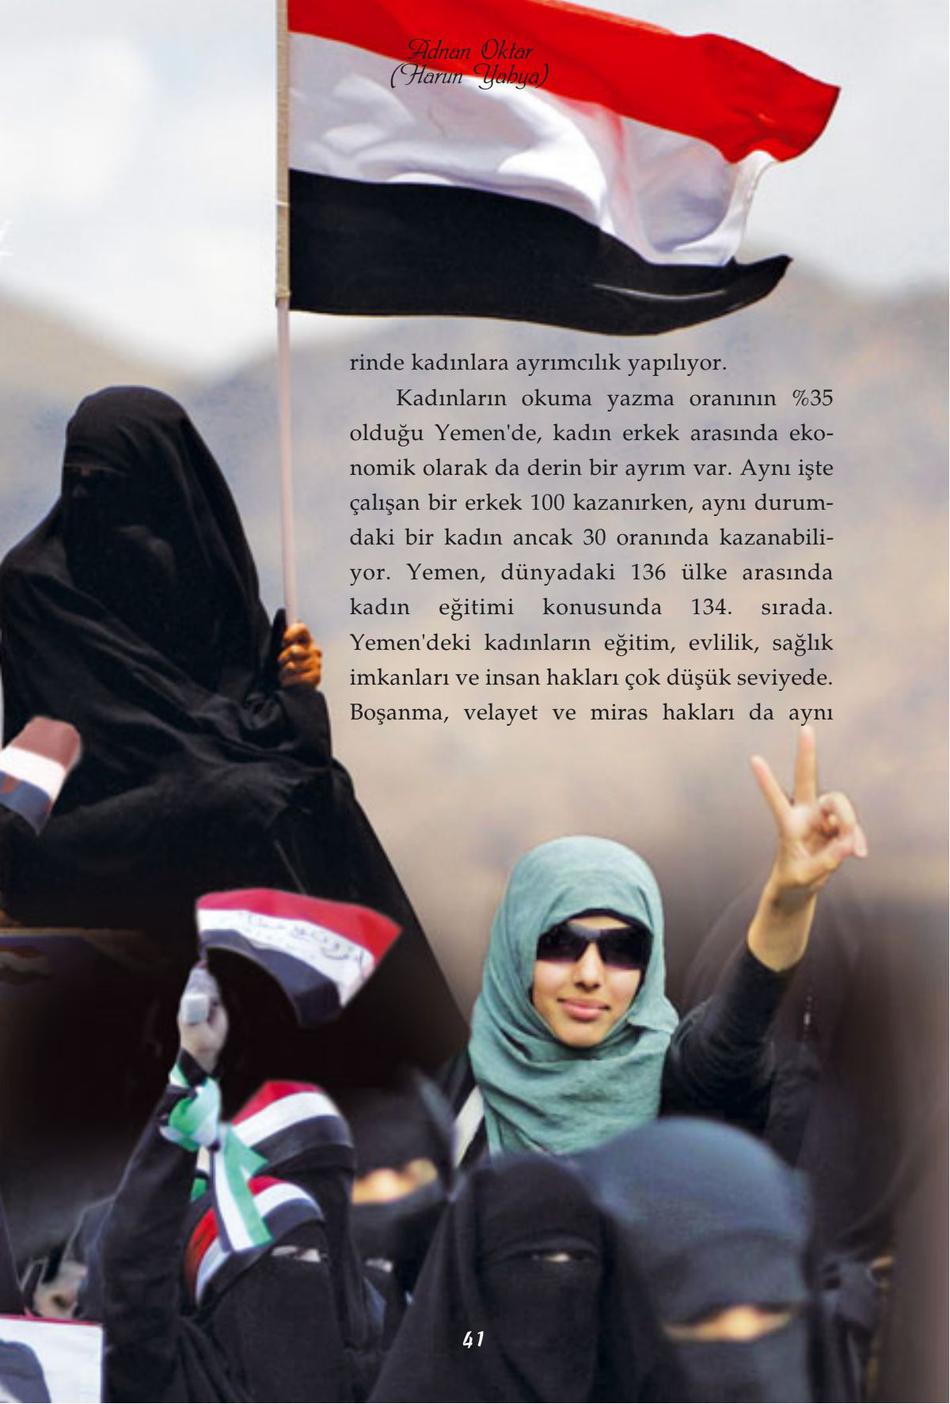 Adnan Oktar
(Harun Yahya)
rinde kadınlara ayrımcılık yapılıyor.
Kadınların okuma yazma oranının %35
olduğu Yemen'de, kadın erkek arasında eko-
nomik olarak da derin bir ayrım var. Aynı işte
çalışan bir erkek 100 kazanırken, aynı durum-
daki bir kadın ancak 30 oranında kazanabili-
yor. Yemen, dünyadaki 136 ülke arasında
kadın eğitimi konusunda 134. sırada.
Yemen'deki kadınların eğitim, evlilik, sağlık
imkanları ve insan hakları çok düşük seviyede.
Boşanma, velayet ve miras hakları da aynı
41